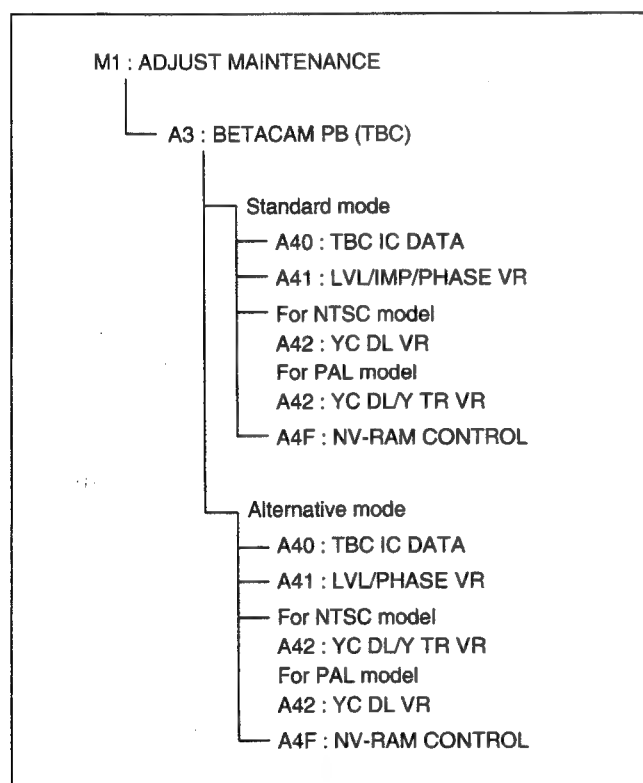 M1 : ADJUST MAINTENANCE
A3 : BETACAM PB (TBC)
Standard mode
A40 : TBC IC DATA
A41 : LVL/IMP/PHASE VR
For NTSC model
A42 : YC DL VR
For PAL model
A42 : YC DL/Y TR VR
A4F : NV-RAM CONTROL
Alternative mode
A40 : TBC IC DATA
A41 : LVL/PHASE VR
For NTSC model
A42 : YC DL/Y TR VR
For PAL model
A42 : YC DL VR
A4F : NV-RAM CONTROL